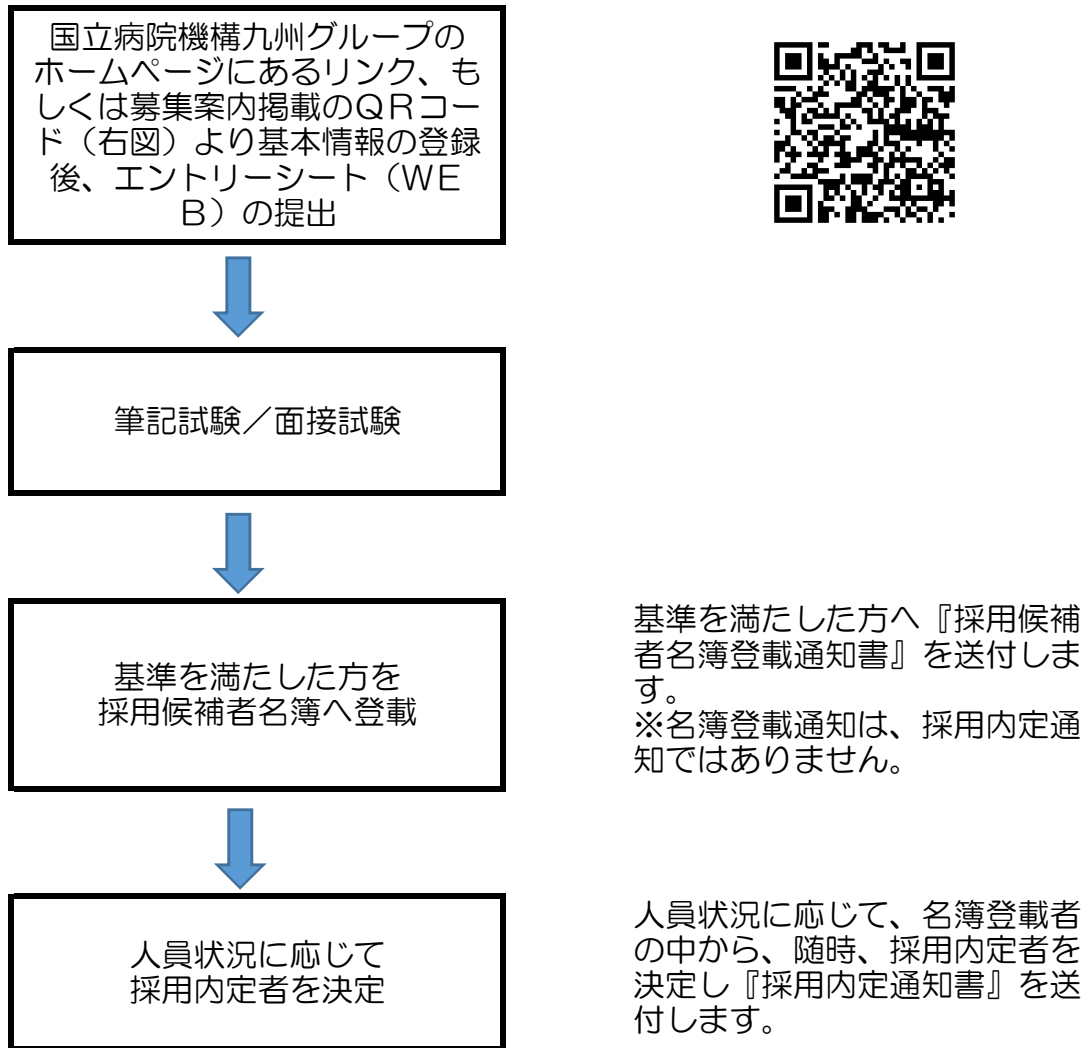 国立病院機構九州グループの
ホームページにあるリンク、も
しくは募集案内掲載のＱＲコー
ド（右図）より基本情報の登録
後、エントリーシート（ＷＥ
Ｂ）の提出
筆記試験／面接試験
基準を満たした方を
採用候補者名簿へ登載
基準を満たした方へ『採用候補
者名簿登載通知書』を送付しま
す。
※名簿登載通知は、採用内定通
知ではありません。
人員状況に応じて
採用内定者を決定
人員状況に応じて、名簿登載者
の中から、随時、採用内定者を
決定し『採用内定通知書』を送
付します。